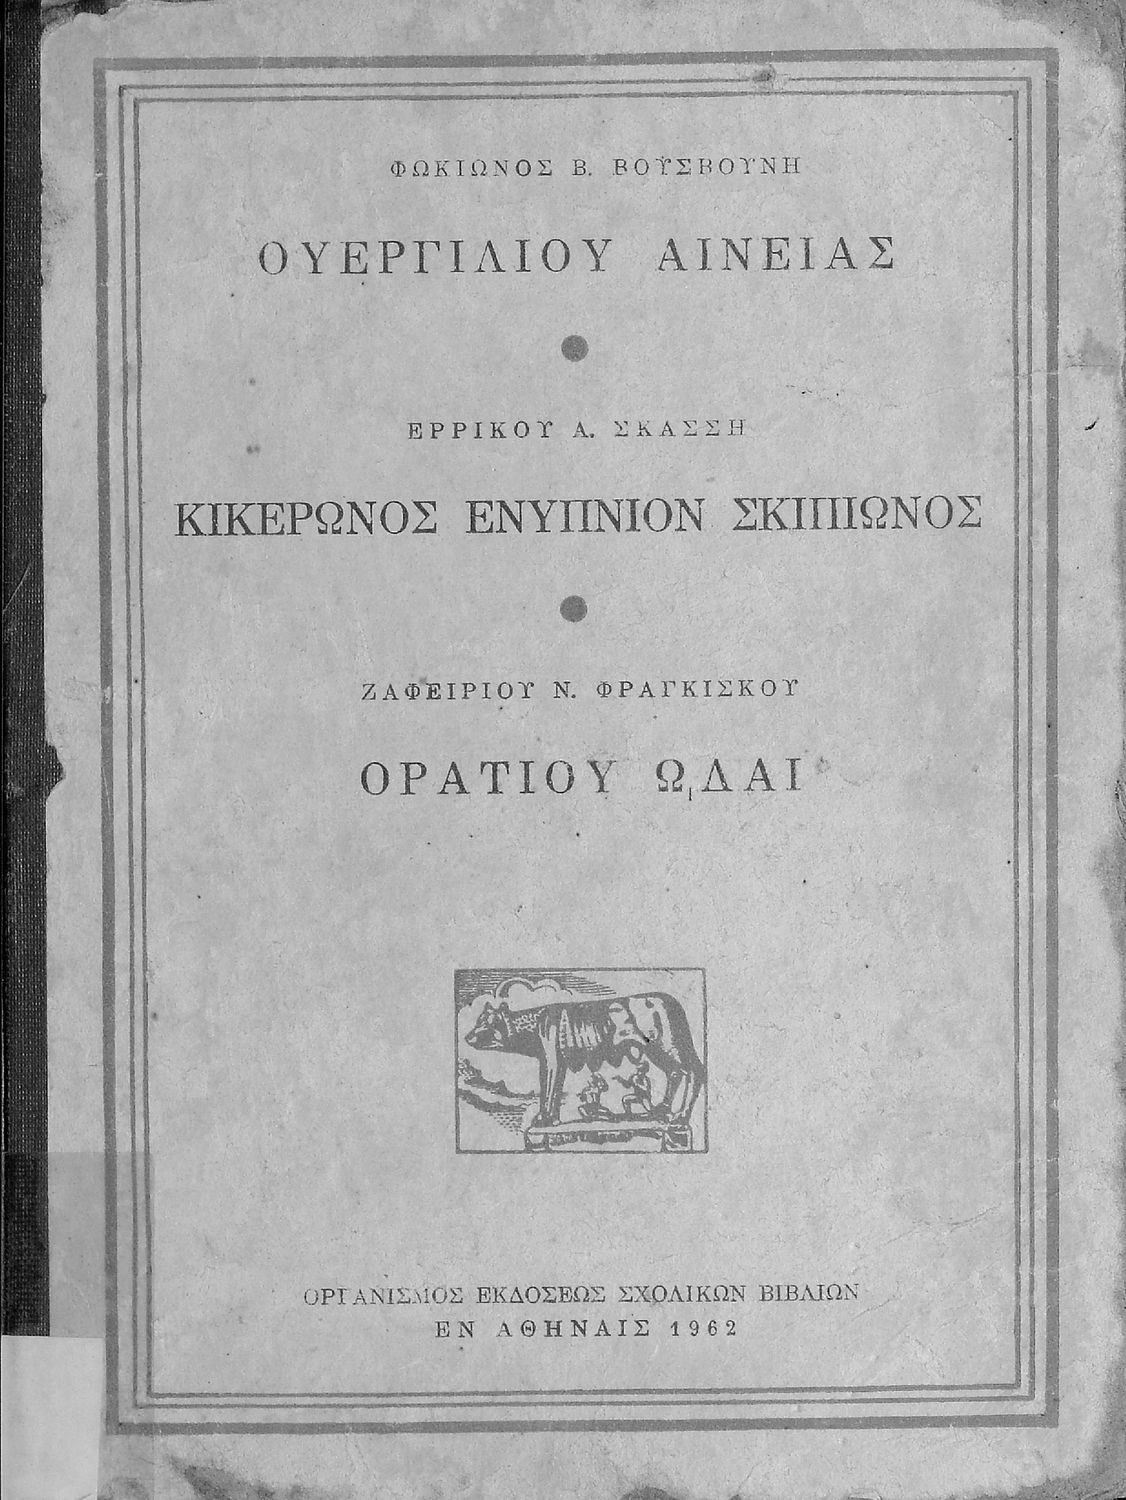 ΦΩΚΙΩΝΟΣ Β. ΒΟΥΣΒΟΥΝΗ
ΟΥΕΡΓΙΛΙΟΥ ΑΙΝΕΙΑΣ
ΕΡΡΙΚΟΥ Α. ΣΚΑΣΣΗ
ΚΙΚΕΡΩΝΟΣ ΕΝΥΠΝΙΟΝ ΣΚΙΠΙΩΝΟΣ
ΖΑΦΕΙΡΙΟΥ Ν. ΦΡΑΓΚΙΣΚΟΥ
ΟΡΑΤΙΟΥ ΩͺΔΑΙ
ΟΡΓΑΝΙΣΜΟΣ ΕΚΔΟΣΕΩΣ ΣΧΟΛΙΚΩΝ ΒΙΒΛΙΩΝ
ΕΝ ΑΘΗΝΑΙΣ 1962